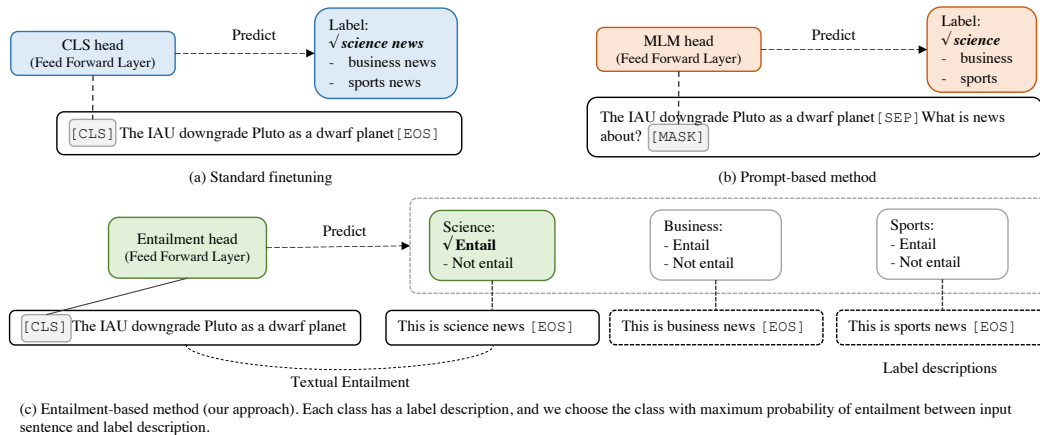 CLS head
(Feed Forward Layer)
Predict
Label:
√ science news
- business news
- sports news
[CLS] The IAU downgrade Pluto as a dwarf planet[EOS]
(a) Standard finetuning
MLM head
(Feed Forward Layer)
Predict
Label:
√ science
- business
- sports
The IAU downgrade Pluto as a dwarf planet[SEP]What is news
about? [MASK]
(b) Prompt-based method
Entailment head
(Feed Forward Layer)
Predict
Science:
√ Entail
- Not entail
Business:
- Entail
- Not entail
Sports:
- Entail
- Not entail
[CLS] The IAU downgrade Pluto as a dwarf planet
This is science news [EOS]
This is business news [EOS]
This is sports news [EOS]
Textual Entailment
Label descriptions
(c) Entailment-based method (our approach). Each class has a label description, and we choose the class with maximum probability of entailment between input
sentence and label description.